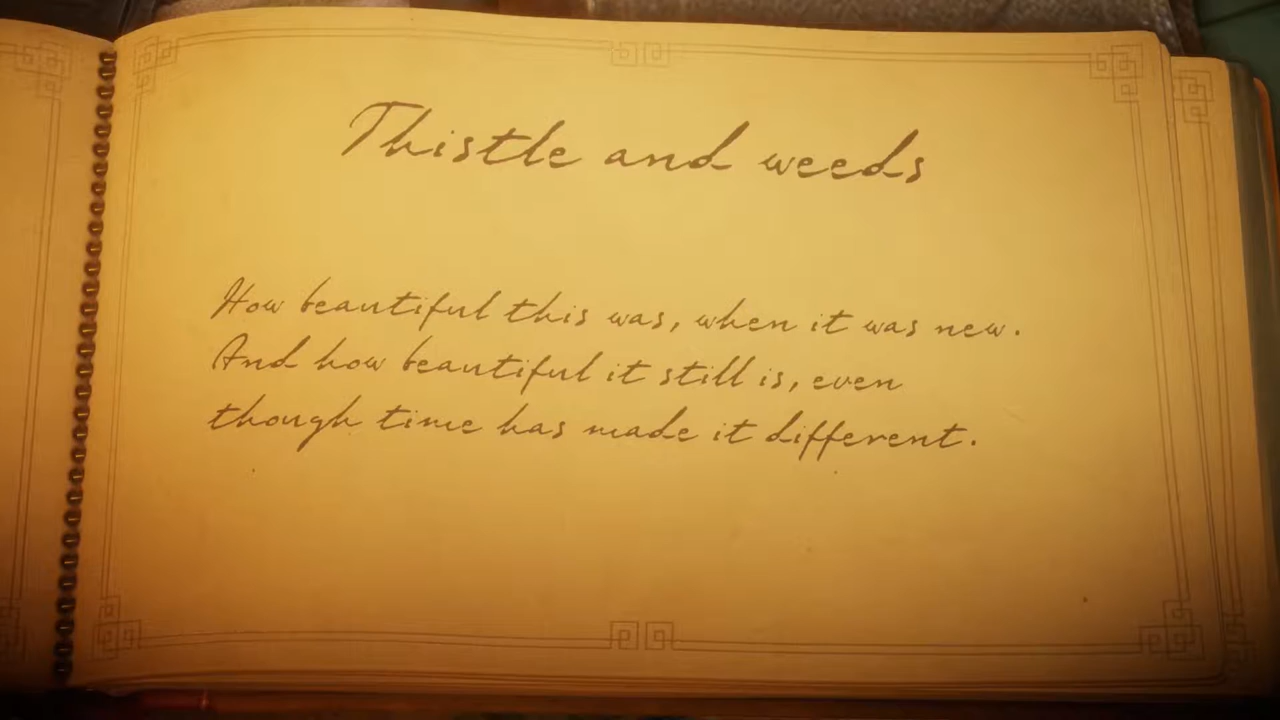 Thistle and weeds
How beautiful this was, when it was new.
And how beautiful it still is, even
though time has made it different.